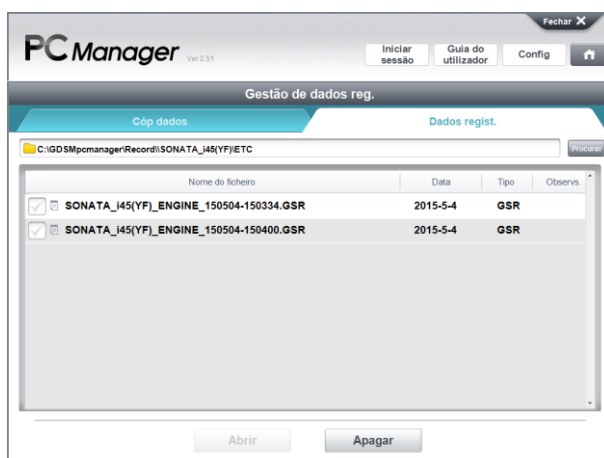 Fechar X
PC Manager Ver 2.51
Iniciar sessão
Guia do utilizador
Config
Gestão de dados reg.
Cóp dados
Dados regist.
C:\GDSMpcmanager\Record\\SONATA_i45(YF)\ETC
Procurar
Nome do ficheiro Data Tipo Observs.
SONATA_i45(YF)_ENGINE_150504-150334.GSR 2015-5-4 GSR
SONATA_i45(YF)_ENGINE_150504-150400.GSR 2015-5-4 GSR
Abrir
Apagar